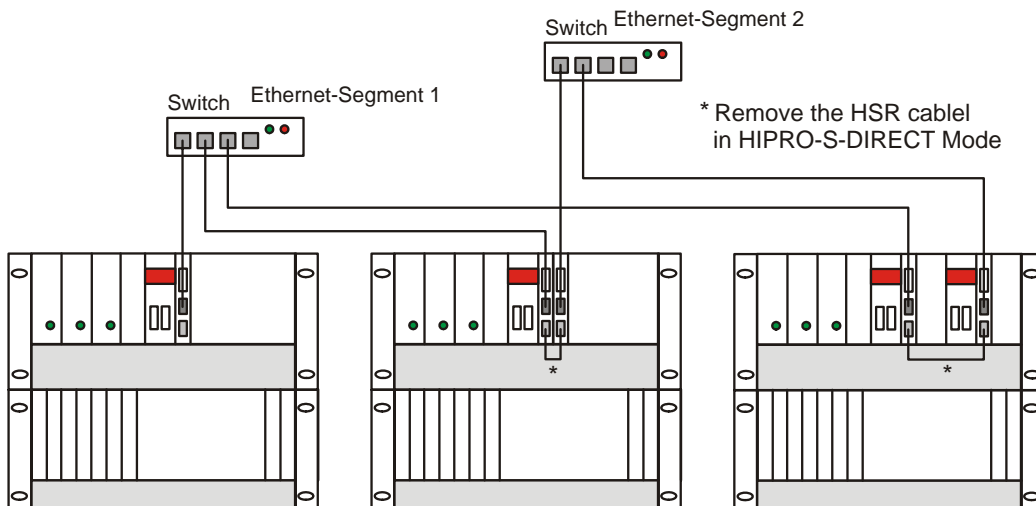 Switch Ethernet-Segment 2
Switch Ethernet-Segment 1
* Remove the HSR cablel
in HIPRO-S-DIRECT Mode
*
*